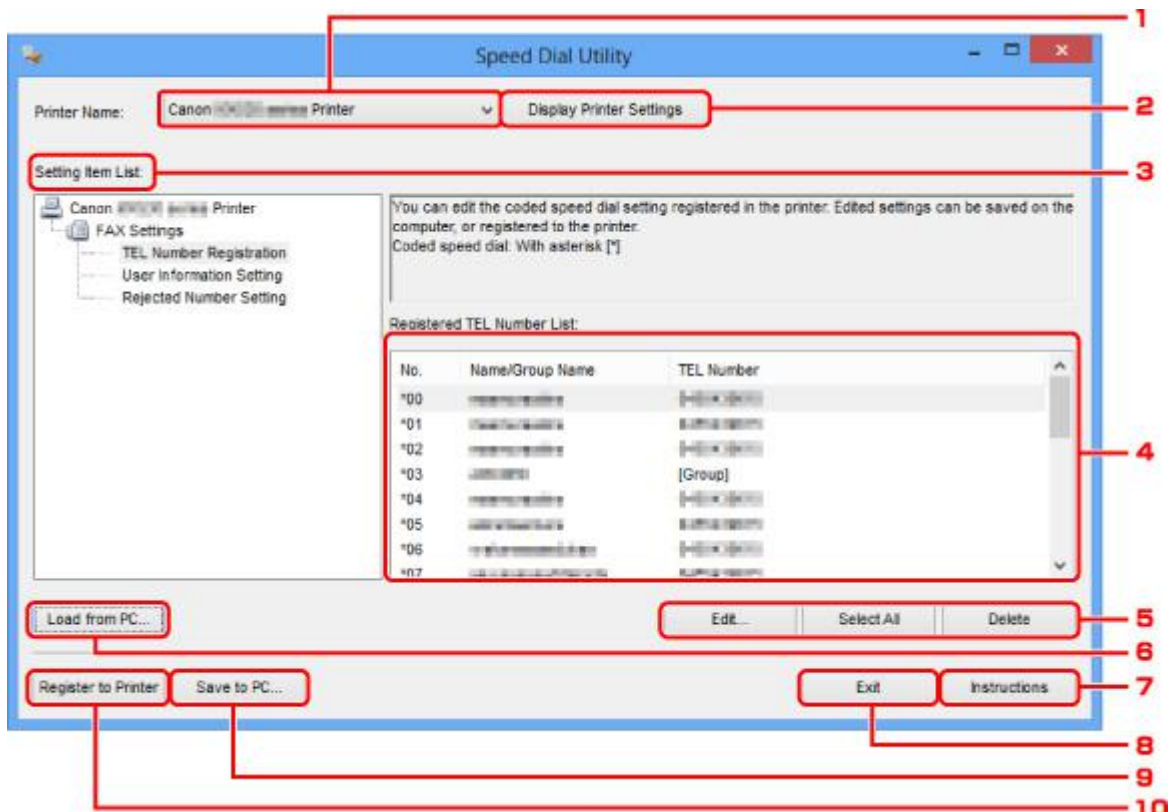 1
Speed Dial Utility
Printer Name:
Canon Printer
Display Printer Settings
2
Setting Item List:
3
Canon Printer
FAX Settings
TEL Number Registration
User Information Setting
Rejected Number Setting
You can edit the coded speed dial setting registered in the printer. Edited settings can be saved on the
computer, or registered to the printer.
Coded speed dial: With asterisk [*]
Registered TEL Number List:
No. Name/Group Name TEL Number
*00
*01
*02
*03 [Group]
*04
*05
*06
*07
4
Load from PC...
Edit... Select All Delete
5
6
Register to Printer Save to PC... Exit Instructions
7
8
9
10